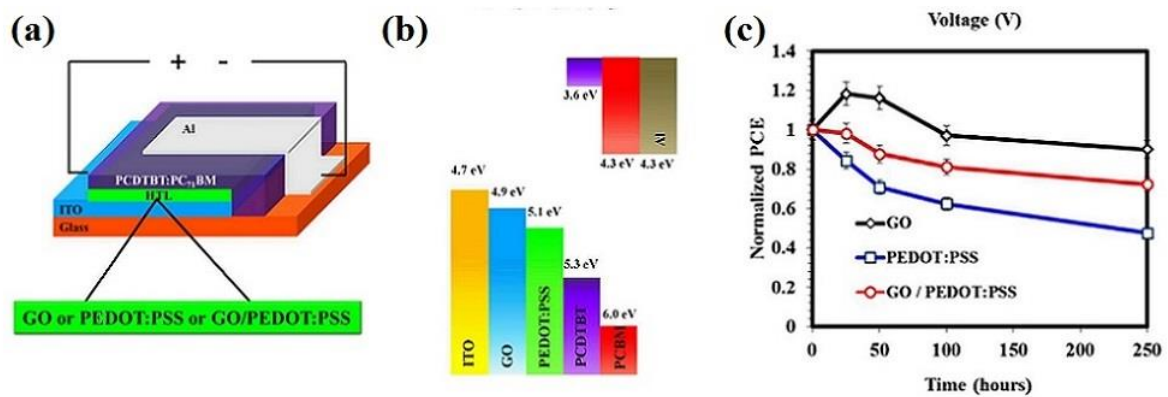 (a)
+ -
Al
PCDTBT:PC71BM
HTL
ITO
Glass
GO or PEDOT:PSS or GO/PEDOT:PSS
(b)
3.6 eV
4.3 eV
4.3 eV
Al
4.7 eV
4.9 eV
5.1 eV
5.3 eV
6.0 eV
ITO
GO
PEDOT:PSS
PCDTBT
PCBM
(c)
Voltage (V)
1.4
1.2
1
0.8
0.6
0.4
0.2
0
Normalized PCE
GO
PEDOT:PSS
GO / PEDOT:PSS
0
50
100
150
200
250
Time (hours)